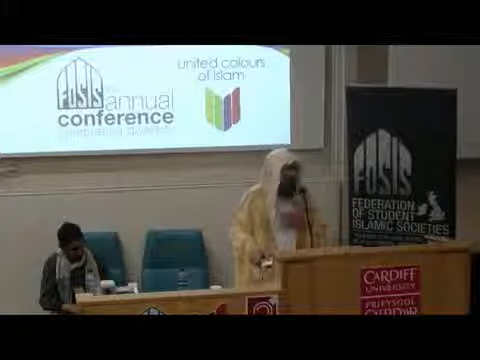 FOSIS
annual
conference
united colours
of Islam
FOSIS
FEDERATION
OF STUDENT
ISLAMIC SOCIETIES
CARDIFF
UNIVERSITY
PRIFYSGOL
CAERDYDD